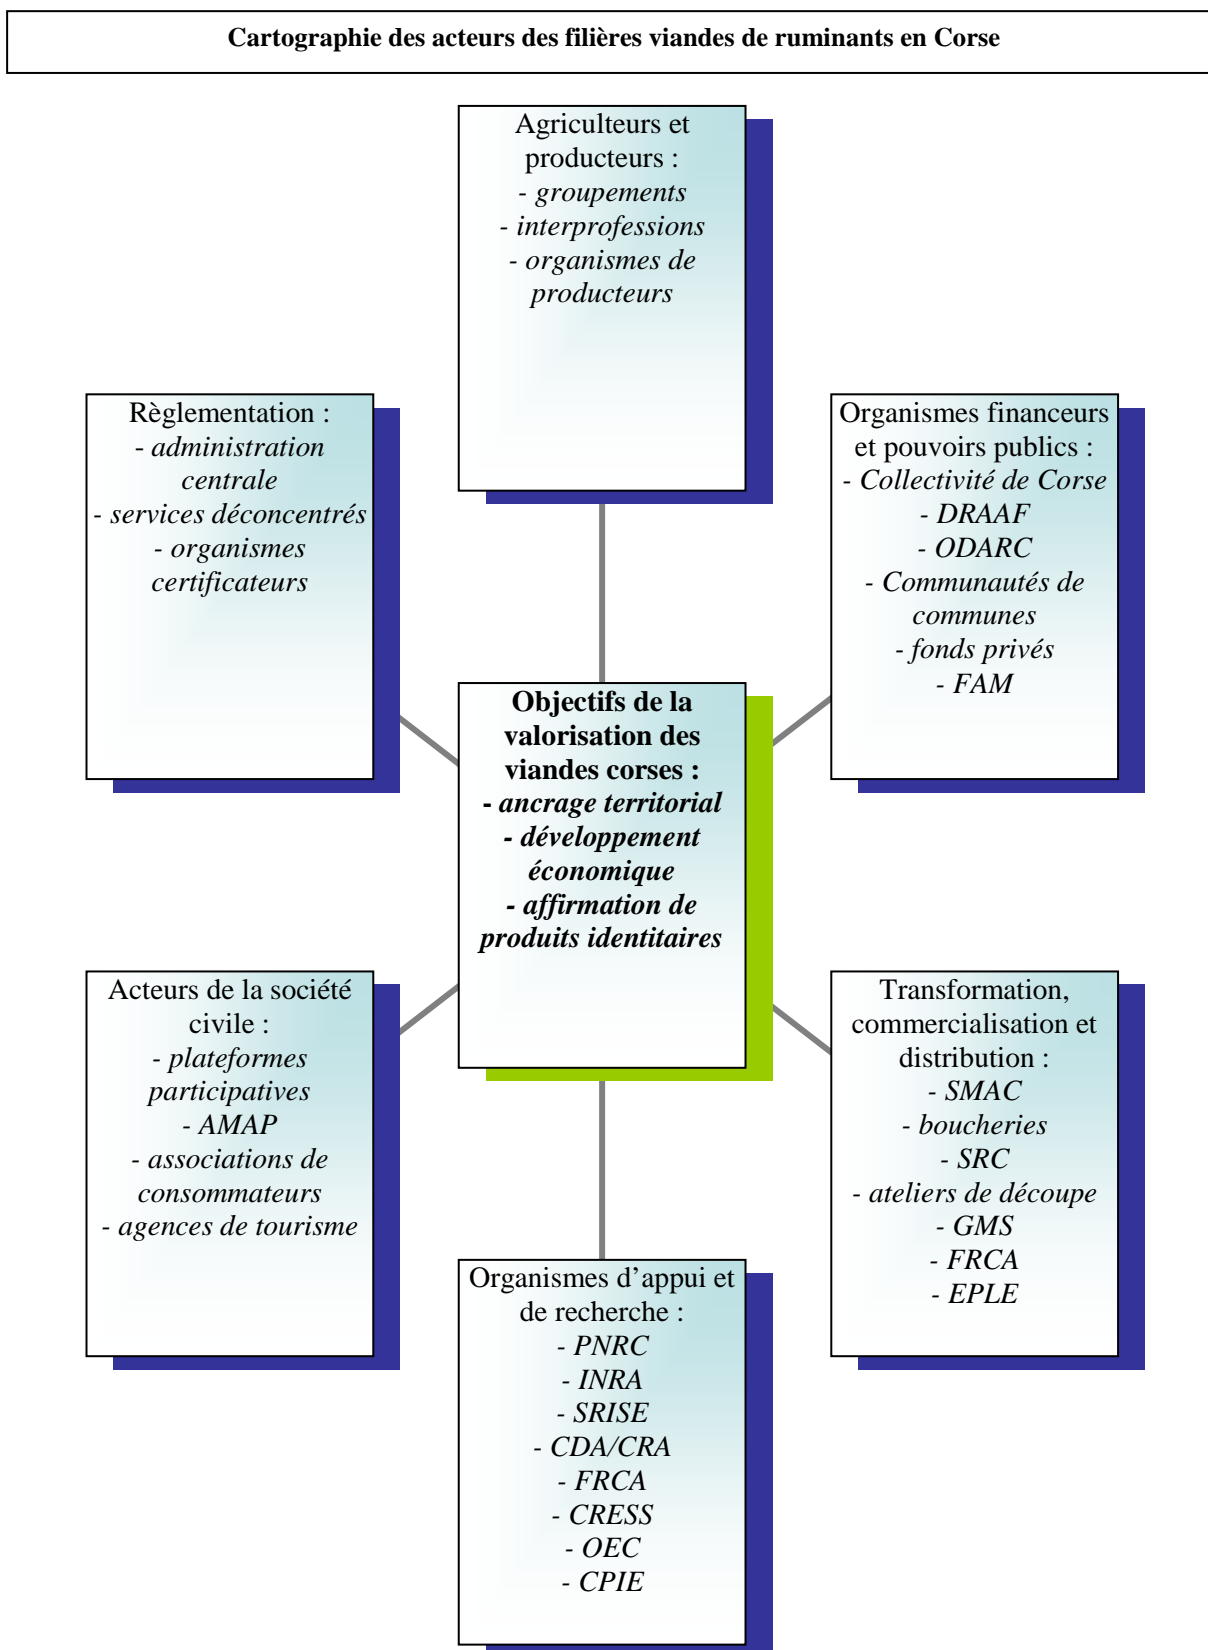 Cartographie des acteurs des filières viandes de ruminants en Corse
Agriculteurs et
producteurs :
- groupements
- interprofessions
- organismes de
producteurs
Règlementation :
- administration
centrale
- services déconcentrés
- organismes
certificateurs
Organismes financeurs
et pouvoirs publics :
- Collectivité de Corse
- DRAAF
- ODARC
- Communautés de
communes
- fonds privés
- FAM
Objectifs de la
valorisation des
viandes corses :
- ancrage territorial
- développement
économique
- affirmation de
produits identitaires
Acteurs de la société
civile :
- plateformes
participatives
- AMAP
- associations de
consommateurs
- agences de tourisme
Transformation,
commercialisation et
distribution :
- SMAC
- boucheries
- SRC
- ateliers de découpe
- GMS
- FRCA
- EPLE
Organismes d’appui et
de recherche :
- PNRC
- INRA
- SRISE
- CDA/CRA
- FRCA
- CRESS
- OEC
- CPIE